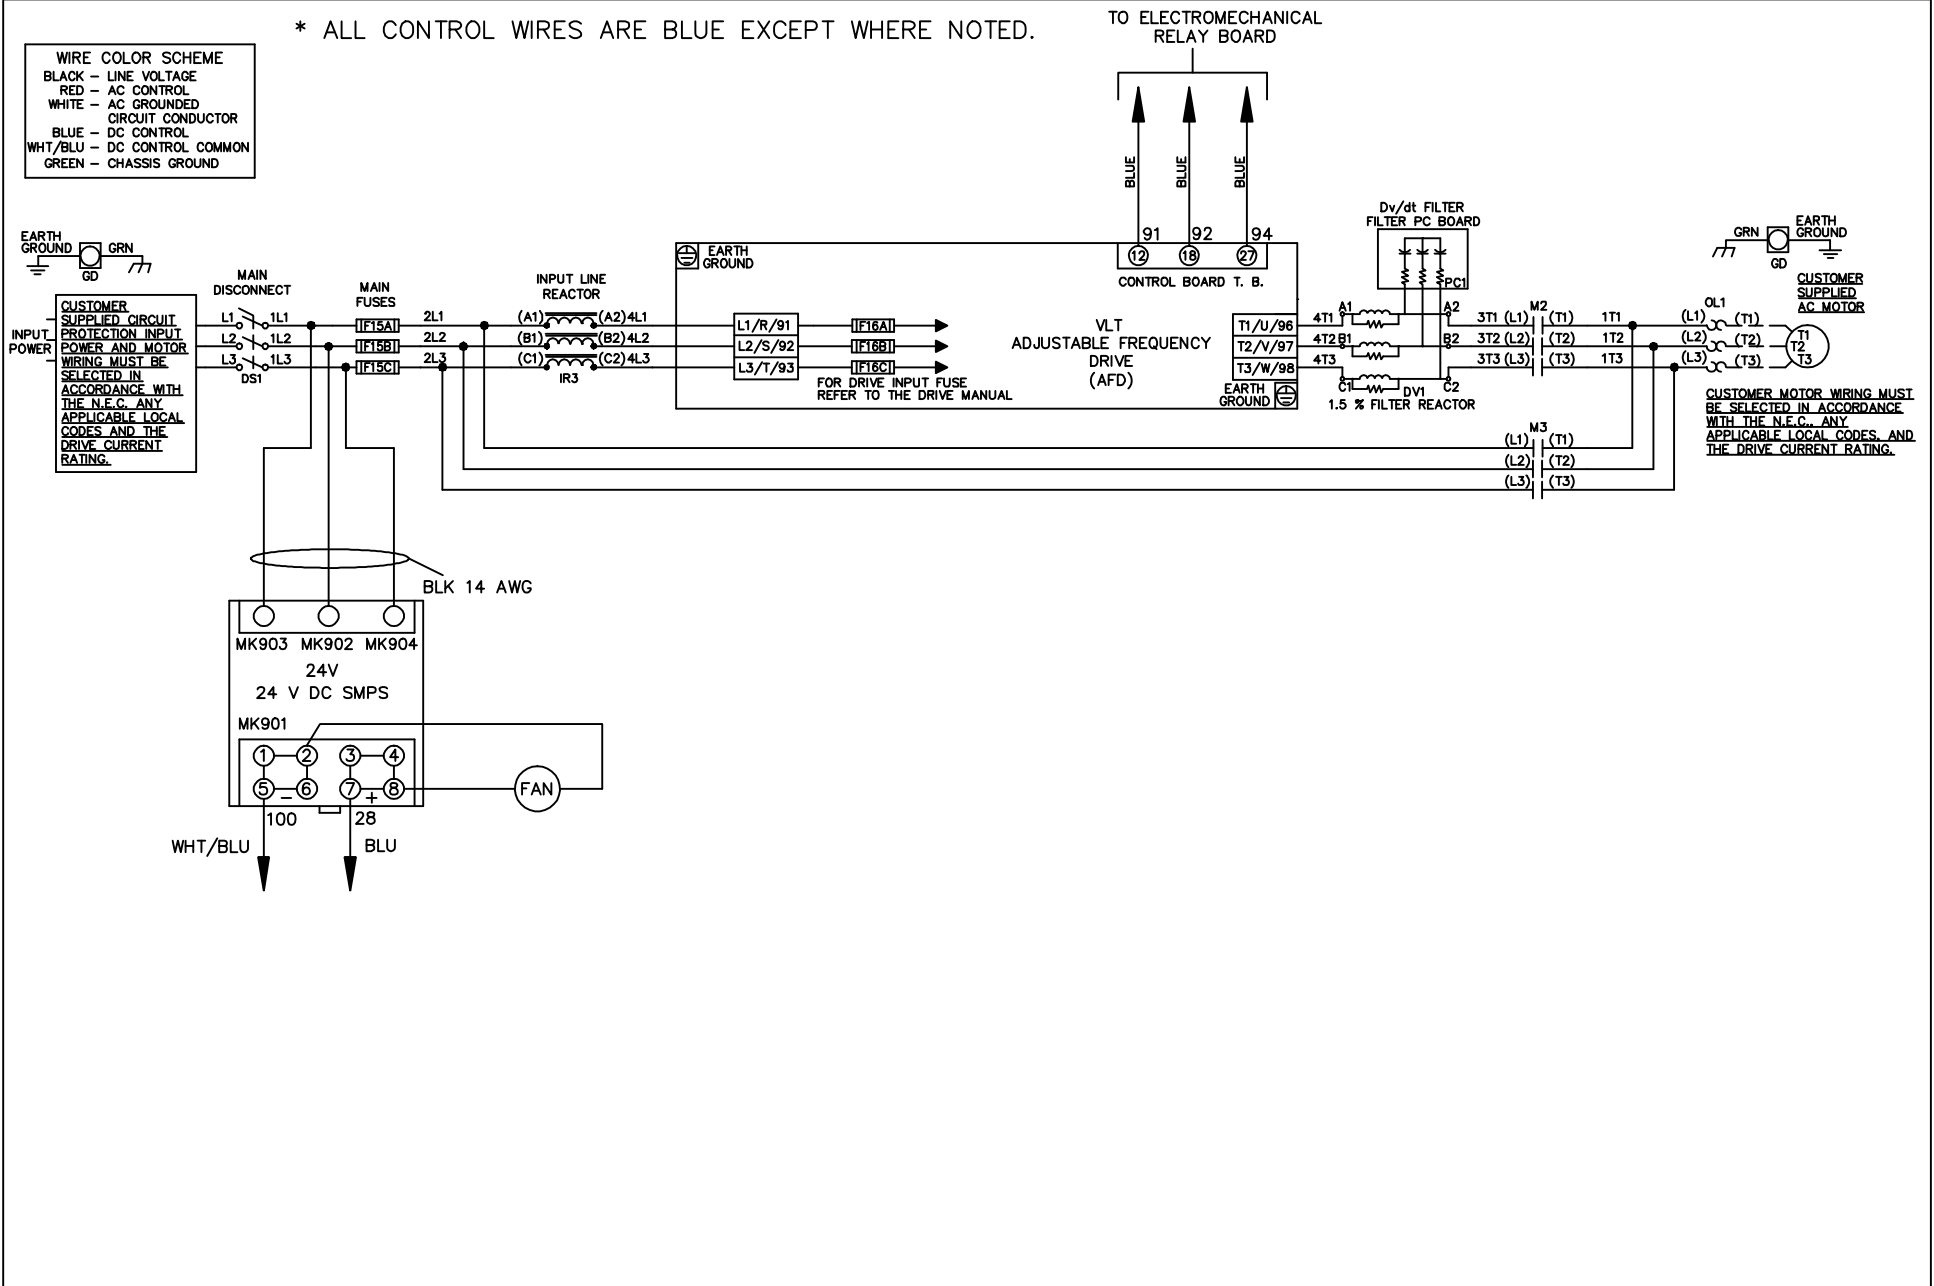 * ALL CONTROL WIRES ARE BLUE EXCEPT WHERE NOTED.
TO ELECTROMECHANICAL
RELAY BOARD
WIRE COLOR SCHEME
BLACK – LINE VOLTAGE
RED – AC CONTROL
WHITE – AC GROUNDED
CIRCUIT CONDUCTOR
BLUE – DC CONTROL
WHT/BLU – DC CONTROL COMMON
GREEN – CHASSIS GROUND
BLUE
BLUE
BLUE
91 92 94
12 18 27
CONTROL BOARD T. B.
EARTH
GROUND
GRN
GD
INPUT
POWER
CUSTOMER
SUPPLIED CIRCUIT
PROTECTION INPUT
POWER AND MOTOR
WIRING MUST BE
SELECTED IN
ACCORDANCE WITH
THE N.E.C. ANY
APPLICABLE LOCAL
CODES AND THE
DRIVE CURRENT
RATING.
MAIN
DISCONNECT
L1 1L1
L2 1L2
L3 1L3
DS1
MAIN
FUSES
F15A
F15B
F15C
2L1
2L2
2L3
INPUT LINE
REACTOR
(A1) (A2) 4L1
(B1) (B2) 4L2
(C1) (C2) 4L3
IR3
EARTH
GROUND
L1/R/91
L2/S/92
L3/T/93
F16A
F16B
F16C
FOR DRIVE INPUT FUSE
REFER TO THE DRIVE MANUAL
VLT
ADJUSTABLE FREQUENCY
DRIVE
(AFD)
T1/U/96
T2/V/97
T3/W/98
EARTH
GROUND
Dv/dt FILTER
FILTER PC BOARD
PC1
4T1 A1 A2
4T2 B1 B2
4T3
C1 C2
DV1
1.5 % FILTER REACTOR
M2
3T1 (L1) (T1) 1T1
3T2 (L2) (T2) 1T2
3T3 (L3) (T3) 1T3
M3
(L1) (T1)
(L2) (T2)
(L3) (T3)
OL1
(L1) (T1)
(L2) (T2)
(L3) (T3)
T1
T2
T3
GRN
EARTH
GROUND
GD
CUSTOMER
SUPPLIED
AC MOTOR
CUSTOMER MOTOR WIRING MUST
BE SELECTED IN ACCORDANCE
WITH THE N.E.C., ANY
APPLICABLE LOCAL CODES, AND
THE DRIVE CURRENT RATING.
BLK 14 AWG
MK903 MK902 MK904
24V
24 V DC SMPS
MK901
1 2 3 4
5 – 6 7 + 8
FAN
100 28
WHT/BLU BLU